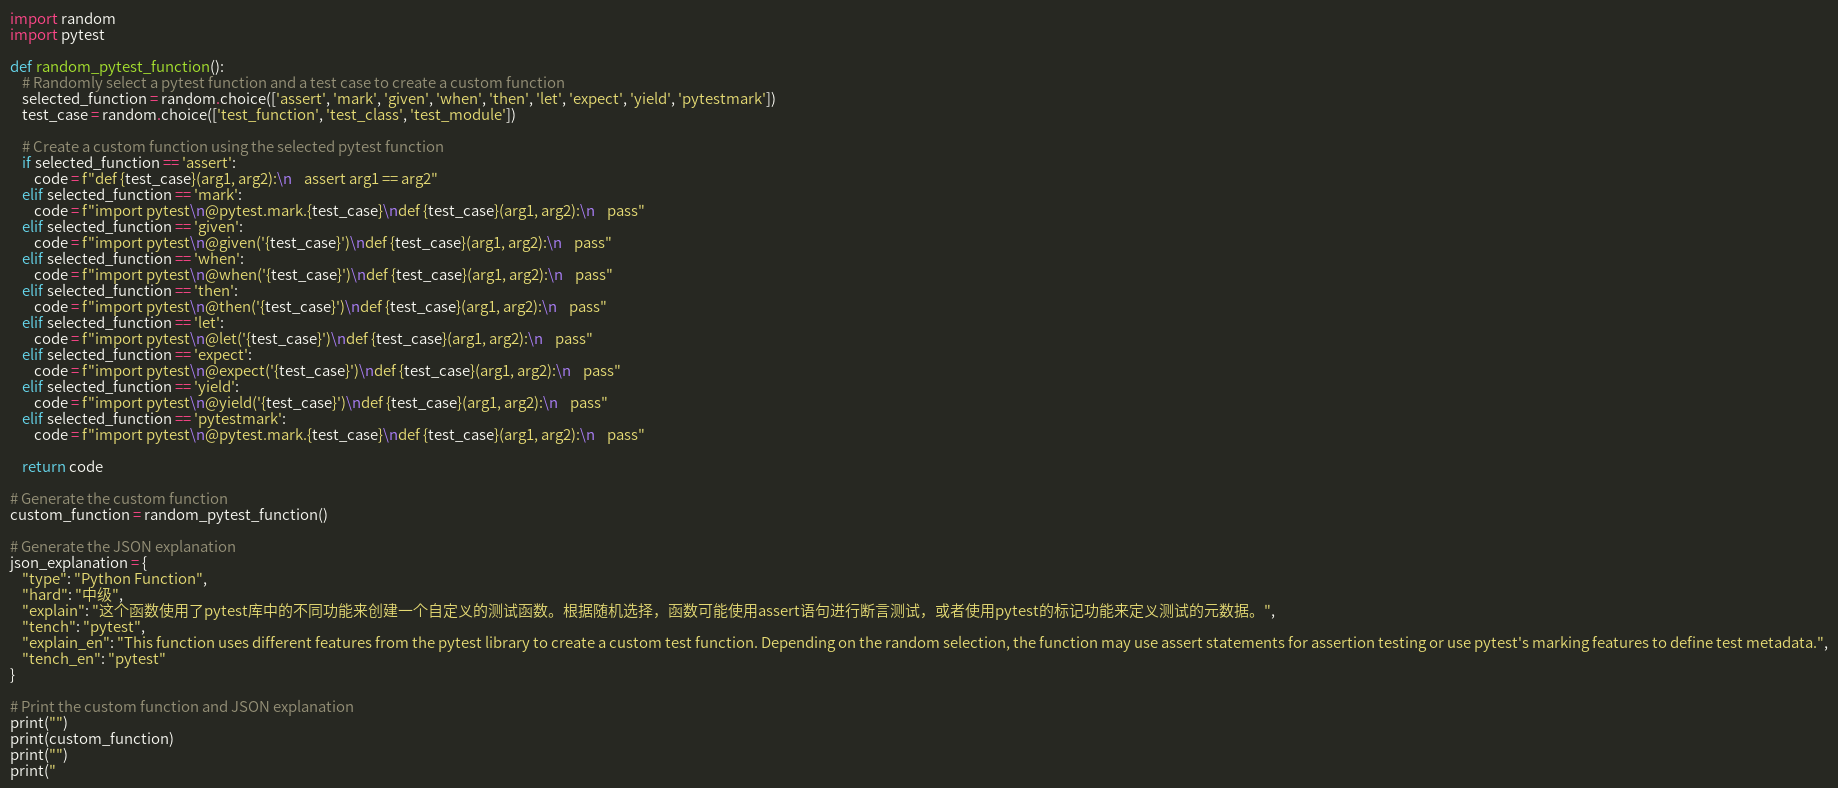 import random
import pytest

def random_pytest_function():
    # Randomly select a pytest function and a test case to create a custom function
    selected_function = random.choice(['assert', 'mark', 'given', 'when', 'then', 'let', 'expect', 'yield', 'pytestmark'])
    test_case = random.choice(['test_function', 'test_class', 'test_module'])

    # Create a custom function using the selected pytest function
    if selected_function == 'assert':
        code = f"def {test_case}(arg1, arg2):\n    assert arg1 == arg2"
    elif selected_function == 'mark':
        code = f"import pytest\n@pytest.mark.{test_case}\ndef {test_case}(arg1, arg2):\n    pass"
    elif selected_function == 'given':
        code = f"import pytest\n@given('{test_case}')\ndef {test_case}(arg1, arg2):\n    pass"
    elif selected_function == 'when':
        code = f"import pytest\n@when('{test_case}')\ndef {test_case}(arg1, arg2):\n    pass"
    elif selected_function == 'then':
        code = f"import pytest\n@then('{test_case}')\ndef {test_case}(arg1, arg2):\n    pass"
    elif selected_function == 'let':
        code = f"import pytest\n@let('{test_case}')\ndef {test_case}(arg1, arg2):\n    pass"
    elif selected_function == 'expect':
        code = f"import pytest\n@expect('{test_case}')\ndef {test_case}(arg1, arg2):\n    pass"
    elif selected_function == 'yield':
        code = f"import pytest\n@yield('{test_case}')\ndef {test_case}(arg1, arg2):\n    pass"
    elif selected_function == 'pytestmark':
        code = f"import pytest\n@pytest.mark.{test_case}\ndef {test_case}(arg1, arg2):\n    pass"

    return code

# Generate the custom function
custom_function = random_pytest_function()

# Generate the JSON explanation
json_explanation = {
    "type": "Python Function",
    "hard": "中级",
    "explain": "这个函数使用了pytest库中的不同功能来创建一个自定义的测试函数。根据随机选择，函数可能使用assert语句进行断言测试，或者使用pytest的标记功能来定义测试的元数据。",
    "tench": "pytest",
    "explain_en": "This function uses different features from the pytest library to create a custom test function. Depending on the random selection, the function may use assert statements for assertion testing or use pytest's marking features to define test metadata.",
    "tench_en": "pytest"
}

# Print the custom function and JSON explanation
print("")
print(custom_function)
print("")
print("